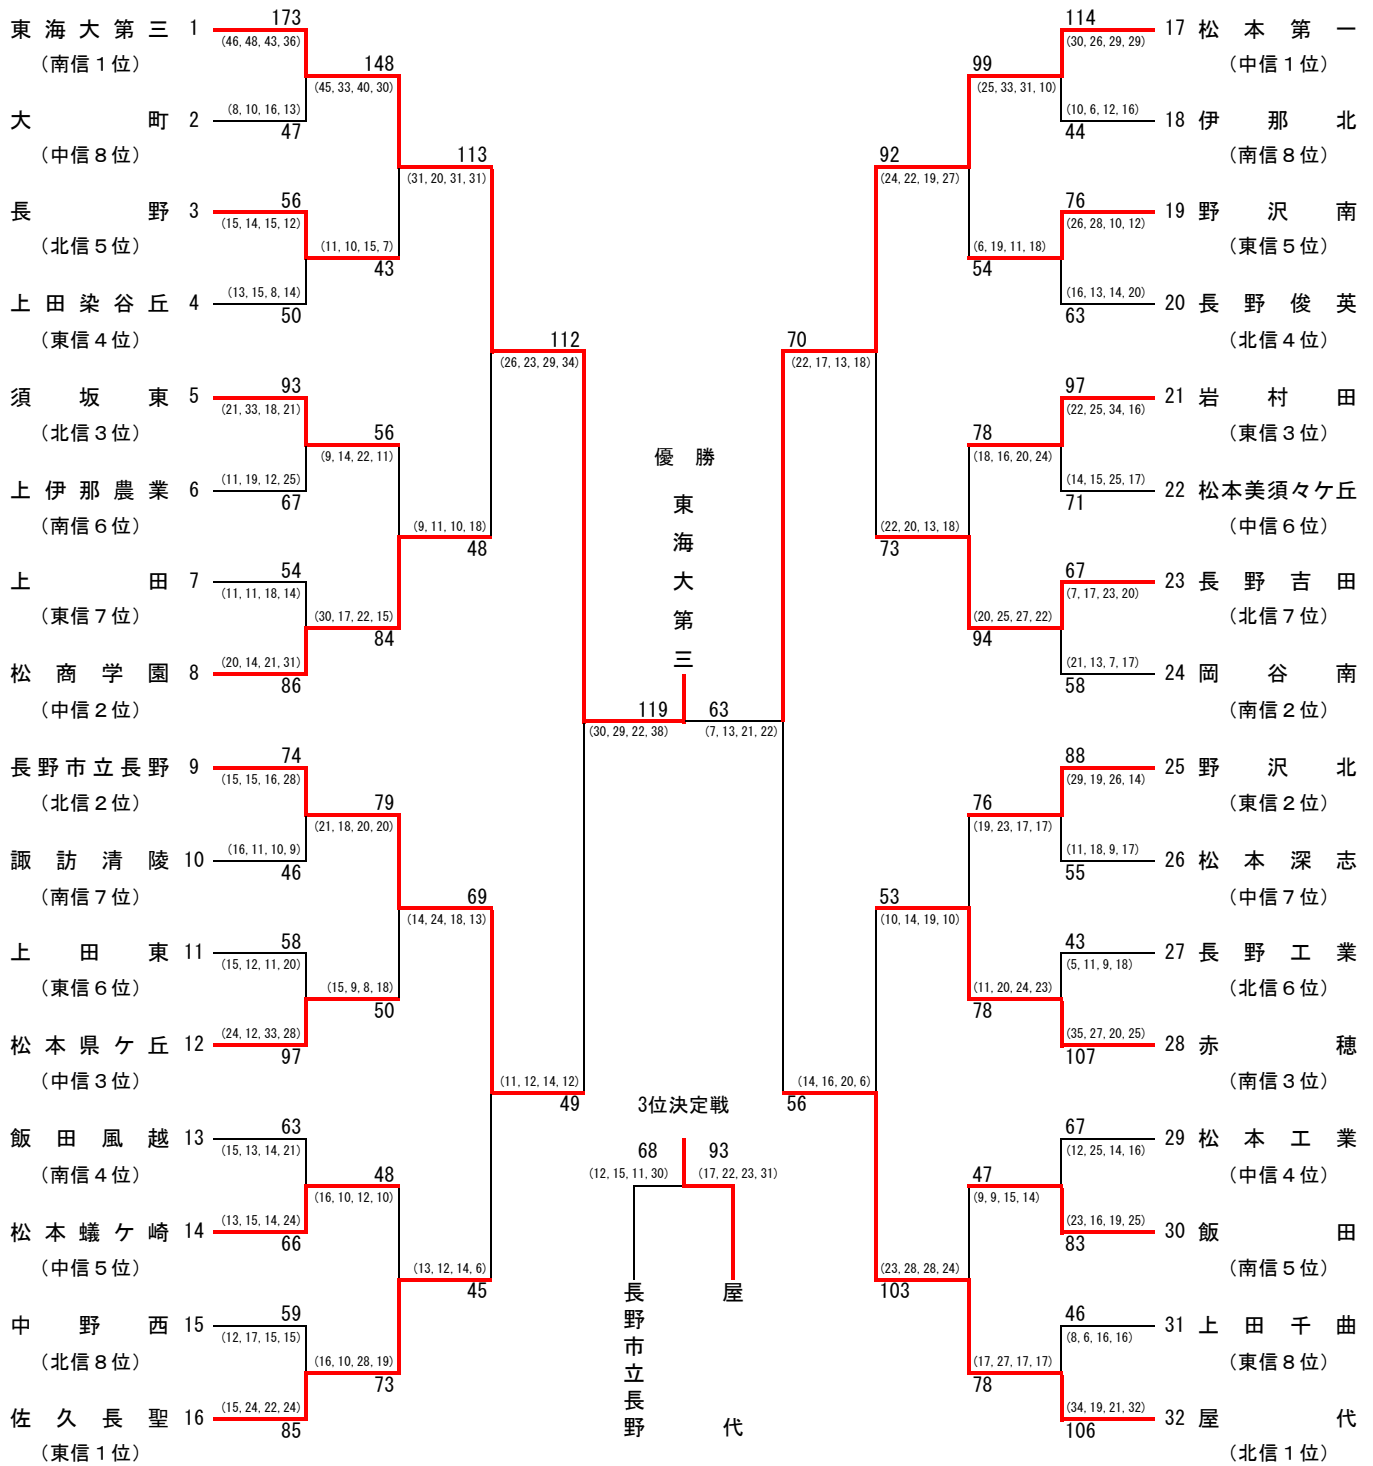 東海大第三 1 173
(46, 48, 43, 36)
(南信1位)
148
(45, 33, 40, 30)
(8, 10, 16, 13)
大町 2 47
(中信8位)
113
(31, 20, 31, 31)
長野 3 56
(15, 14, 15, 12)
(北信5位)
(11, 10, 15, 7)
43
(13, 15, 8, 14)
上田染谷丘 4 50
(東信4位)
112
(26, 23, 29, 34)
須坂東 5 93
(21, 33, 18, 21)
(北信3位)
56
(9, 14, 22, 11)
(11, 19, 12, 25)
上伊那農業 6 67
(南信6位)
(9, 11, 10, 18)
48
上田 7 54
(11, 11, 18, 14)
(東信7位)
(30, 17, 22, 15)
84
(20, 14, 21, 31)
松商学園 8 86
(中信2位)
119
(30, 29, 22, 38)
長野市立長野 9 74
(15, 15, 16, 28)
(北信2位)
79
(21, 18, 20, 20)
(16, 11, 10, 9)
諏訪清陵 10 46
(南信7位)
69
(14, 24, 18, 13)
上田東 11 58
(15, 12, 11, 20)
(東信6位)
(15, 9, 8, 18)
50
(24, 12, 33, 28)
松本県ケ丘 12 97
(中信3位)
(11, 12, 14, 12)
49
飯田風越 13 63
(15, 13, 14, 21)
(南信4位)
48
(16, 10, 12, 10)
(13, 15, 14, 24)
松本蟻ケ崎 14 66
(中信5位)
(13, 12, 14, 6)
45
中野西 15 59
(12, 17, 15, 15)
(北信8位)
(16, 10, 28, 19)
73
(15, 24, 22, 24)
佐久長聖 16 85
(東信1位)
優勝
東海大第三
3位決定戦
68 93
(12, 15, 11, 30) (17, 22, 23, 31)
長野市立長野
屋代
114 17 松本第一
(30, 26, 29, 29)
(中信1位)
99
(25, 33, 31, 10)
(10, 6, 12, 16)
44 18 伊那北
(南信8位)
92
(24, 22, 19, 27)
76 19 野沢南
(26, 28, 10, 12)
(東信5位)
(6, 19, 11, 18)
54
(16, 13, 14, 20)
63 20 長野俊英
(北信4位)
70
(22, 17, 13, 18)
97 21 岩村田
(22, 25, 34, 16)
(東信3位)
78
(18, 16, 20, 24)
(14, 15, 25, 17)
71 22 松本美須々ケ丘
(中信6位)
(22, 20, 13, 18)
73
67 23 長野吉田
(7, 17, 23, 20)
(北信7位)
(20, 25, 27, 22)
94
(21, 13, 7, 17)
58 24 岡谷南
(南信2位)
63
(7, 13, 21, 22)
88 25 野沢北
(29, 19, 26, 14)
(東信2位)
76
(19, 23, 17, 17)
(11, 18, 9, 17)
55 26 松本深志
(中信7位)
53
(10, 14, 19, 10)
43 27 長野工業
(5, 11, 9, 18)
(北信6位)
(11, 20, 24, 23)
78
(35, 27, 20, 25)
107 28 赤穂
(南信3位)
(14, 16, 20, 6)
56
67 29 松本工業
(12, 25, 14, 16)
(中信4位)
47
(9, 9, 15, 14)
(23, 16, 19, 25)
83 30 飯田
(南信5位)
(23, 28, 28, 24)
103
46 31 上田千曲
(8, 6, 16, 16)
(東信8位)
(17, 27, 17, 17)
78
(34, 19, 21, 32)
106 32 屋代
(北信1位)